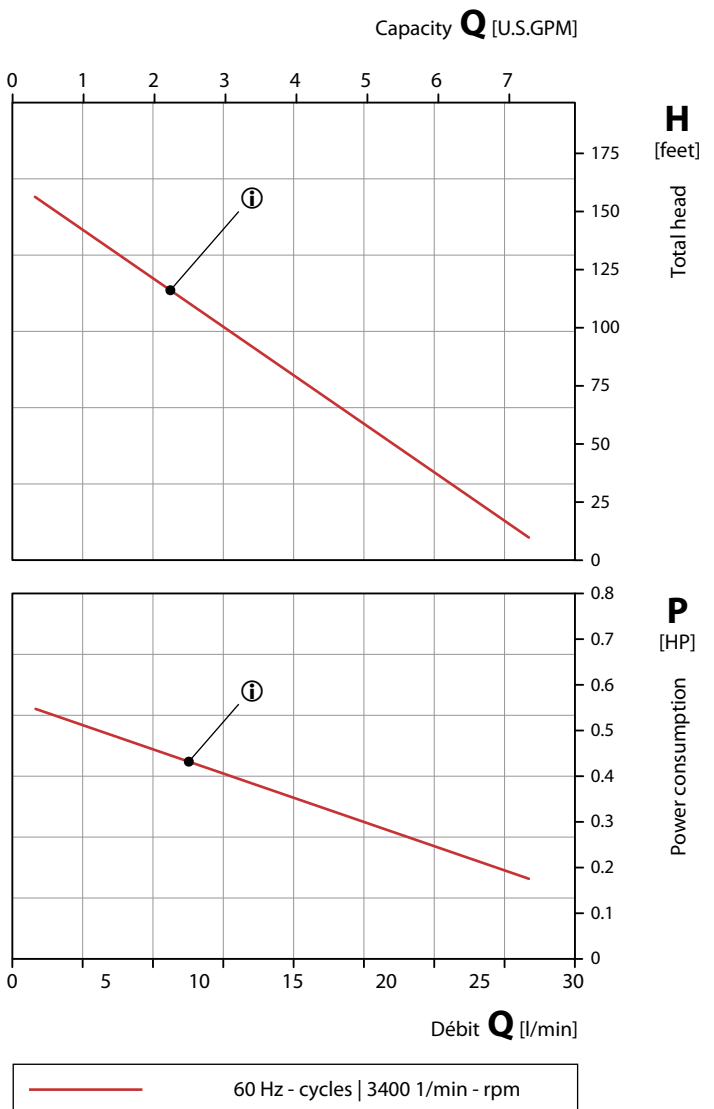 Capacity Q [U.S.GPM]
0 1 2 3 4 5 6 7
H
[feet]
Total head
175
150
125
100
75
50
25
0
i
P
[HP]
Power consumption
0.8
0.7
0.6
0.5
0.4
0.3
0.2
0.1
0
i
0 5 10 15 20 25 30
Débit Q [l/min]
60 Hz - cycles | 3400 1/min - rpm